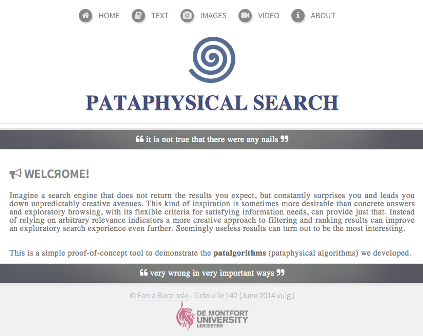 HOME TEXT IMAGES VIDEO i ABOUT
PATAPHYSICAL SEARCH
❝ it is not true that there were any nails ❞
WELCЯOME!
Imagine a search engine that does not return the results you expect, but constantly surprises you and leads you
down unpredictably creative avenues. This kind of inspiration is sometimes more desirable than concrete answers
and exploratory browsing, with its flexible criteria for satisfying information needs, can provide just that. Instead
of relying on arbitrary relevance indicators a more creative approach to filtering and ranking results can improve
an exploratory search experience even further. Seemingly useless results can turn out to be the most interesting.
This is a simple proof-of-concept tool to demonstrate the patalgorithms (pataphysical algorithms) we developed.
❝ very wrong in very important ways ❞
© Fania Raczinski - Gidouille 142 (June 2014 vulg.)
DE MONTFORT
UNIVERSITY
LEICESTER